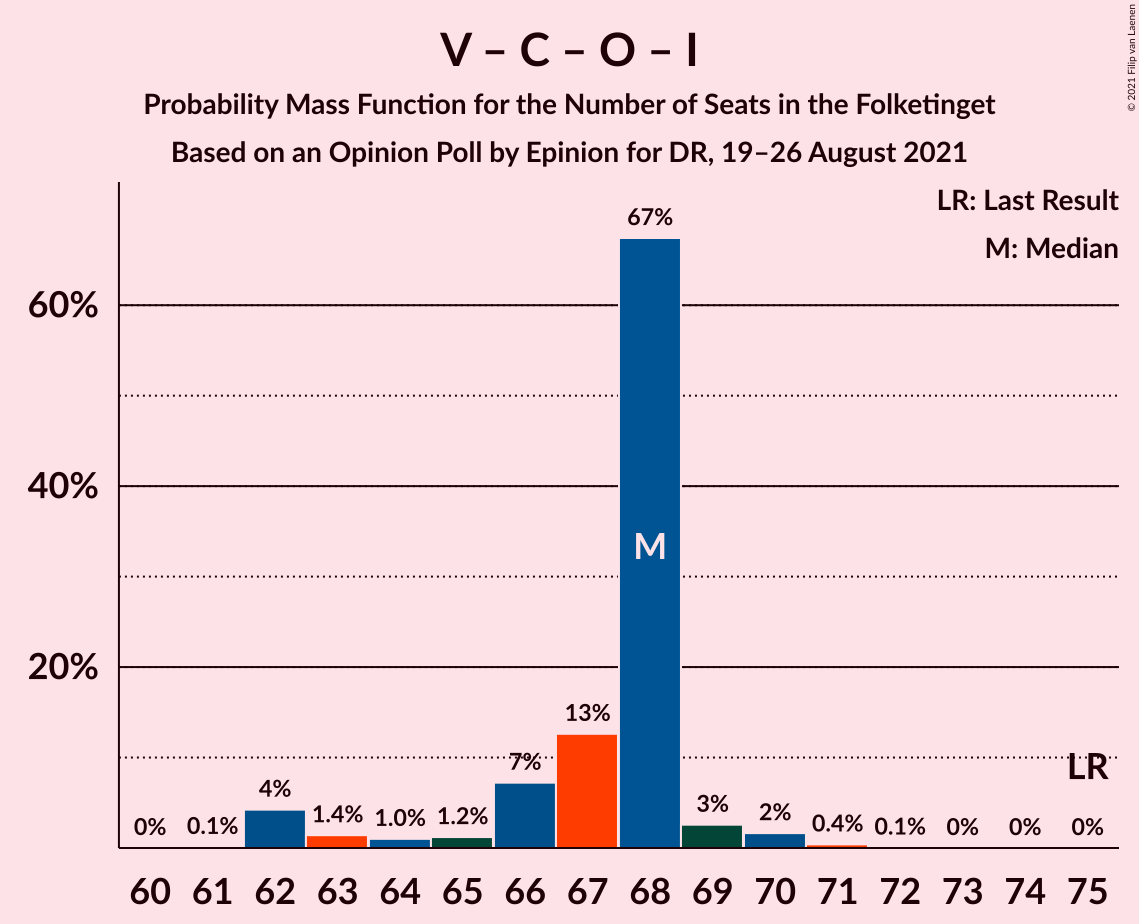 V – C – O – I
Probability Mass Function for the Number of Seats in the Folketinget
Based on an Opinion Poll by Epinion for DR, 19–26 August 2021
© 2021 Filip van Laenen
LR: Last Result
M: Median
60%
40%
20%
0%
0.1%
4%
1.4%
1.0%
1.2%
7%
13%
67%
3%
2%
0.4%
0.1%
0%
0%
0%
M
LR
60 61 62 63 64 65 66 67 68 69 70 71 72 73 74 75